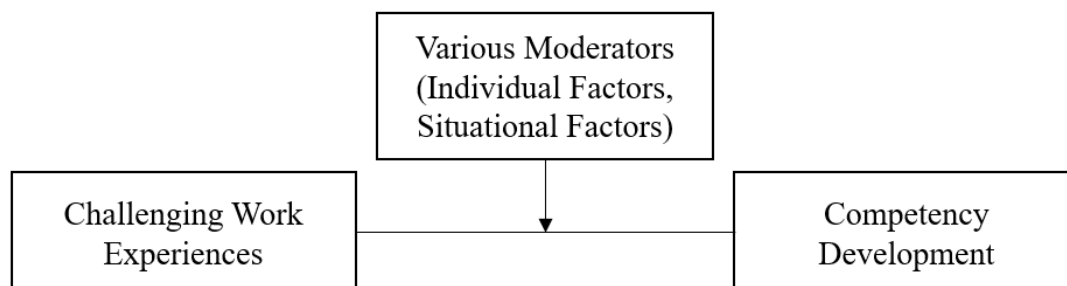 Various Moderators
(Individual Factors,
Situational Factors)
Challenging Work
Experiences
Competency
Development